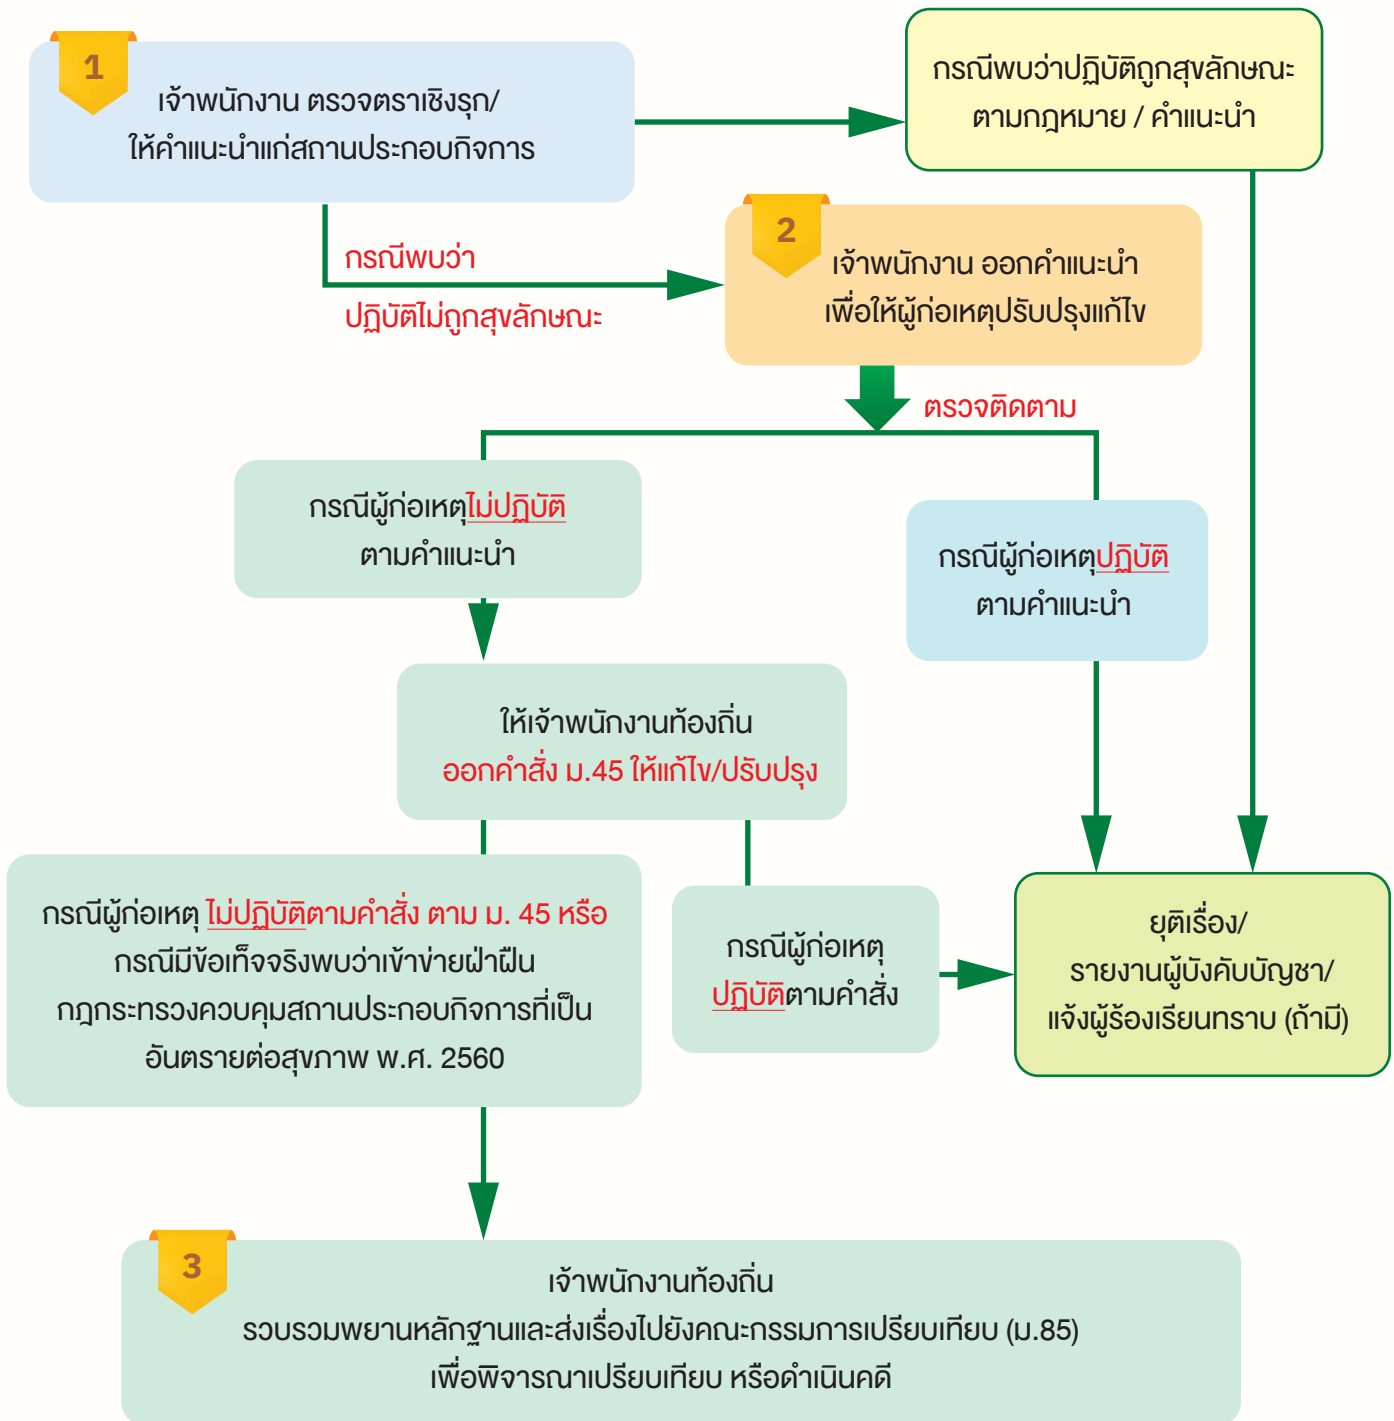 1
เจ้าพนักงาน ตรวจตราเชิงรุก/
ให้คำแนะนำแก่สถานประกอบกิจการ
กรณีพบว่าปฏิบัติถูกสุขลักษณะ
ตามกฎหมาย / คำแนะนำ
กรณีพบว่า
ปฏิบัติไม่ถูกสุขลักษณะ
2
เจ้าพนักงาน ออกคำแนะนำ
เพื่อให้ผู้ก่อเหตุปรับปรุงแก้ไข
ตรวจติดตาม
กรณีผู้ก่อเหตุไม่ปฏิบัติ
ตามคำแนะนำ
กรณีผู้ก่อเหตุปฏิบัติ
ตามคำแนะนำ
ให้เจ้าพนักงานท้องถิ่น
ออกคำสั่ง ม.45 ให้แก้ไข/ปรับปรุง
กรณีผู้ก่อเหตุ ไม่ปฏิบัติตามคำสั่ง ตาม ม. 45 หรือ
กรณีมีข้อเท็จจริงพบว่าเข้าข่ายฝ่าฝืน
กฎกระทรวงควบคุมสถานประกอบกิจการที่เป็น
อันตรายต่อสุขภาพ พ.ศ. 2560
กรณีผู้ก่อเหตุ
ปฏิบัติตามคำสั่ง
ยุติเรื่อง/
รายงานผู้บังคับบัญชา/
แจ้งผู้ร้องเรียนทราบ (ถ้ามี)
3
เจ้าพนักงานท้องถิ่น
รวบรวมพยานหลักฐานและส่งเรื่องไปยังคณะกรรมการเปรียบเทียบ (ม.85)
เพื่อพิจารณาเปรียบเทียบ หรือดำเนินคดี